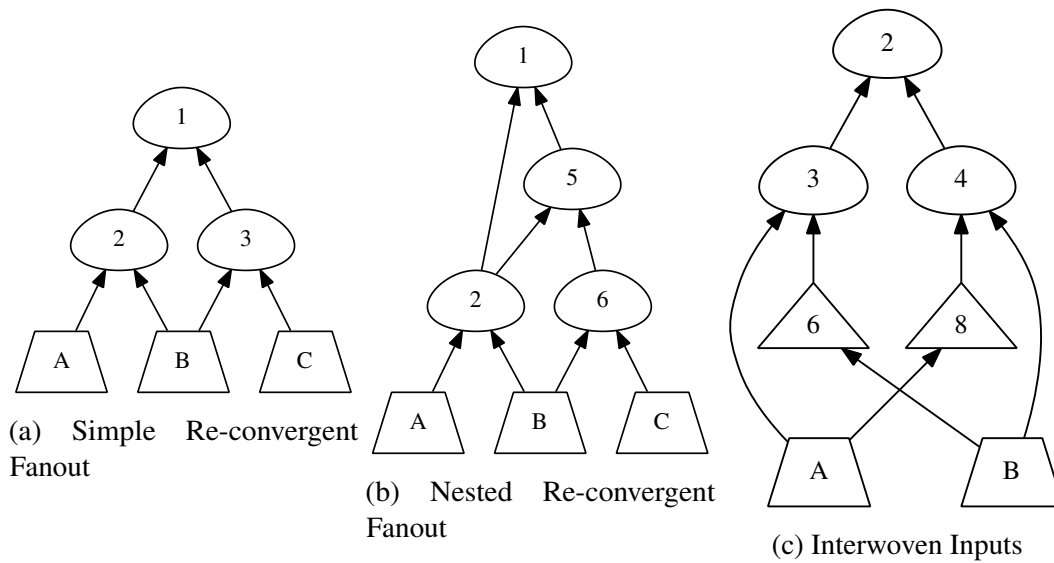 1
2
3
A
B
C
(a) Simple Re-convergent
Fanout
1
5
2
6
A
B
C
(b) Nested Re-convergent
Fanout
2
3
4
6
8
A
B
(c) Interwoven Inputs